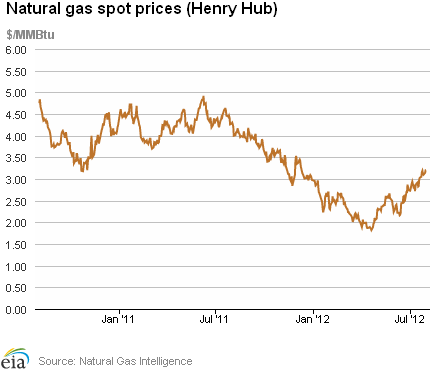 Natural gas spot prices (Henry Hub)
$/MMBtu
6.00
5.50
5.00
4.50
4.00
3.50
3.00
2.50
2.00
1.50
1.00
0.50
0.00
Jan '11
Jul '11
Jan '12
Jul '12
eia
Source: Natural Gas Intelligence